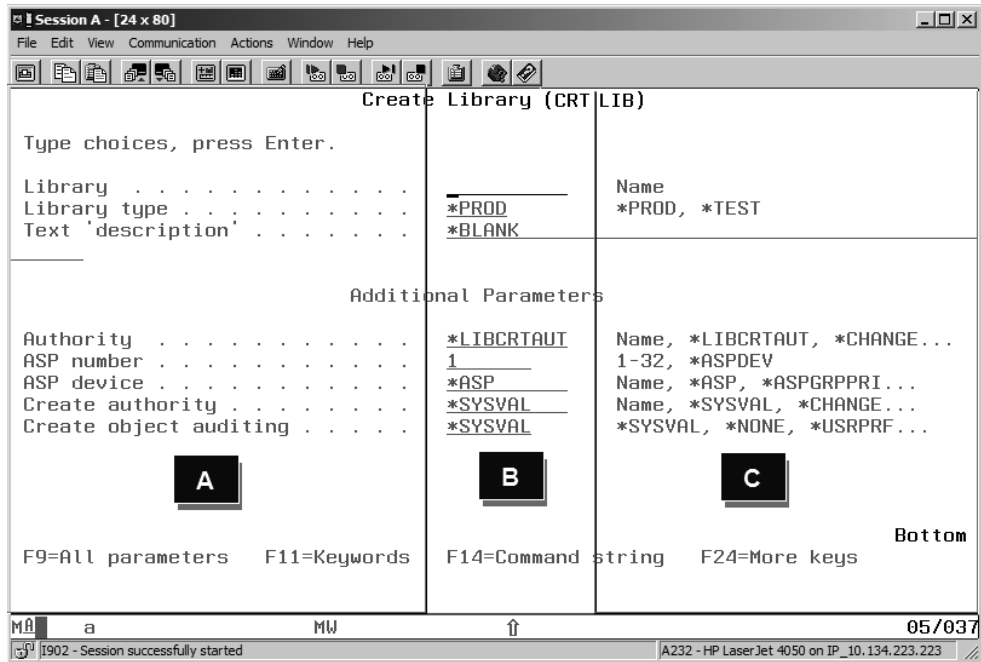 Session A - [24 x 80]
File Edit View Communication Actions Window Help
Create Library (CRTLIB)
Type choices, press Enter.
Library . . . . . . . . . . . . Name
Library type . . . . . . . . . . *PROD *PROD, *TEST
Text 'description' . . . . . . . *BLANK
Additional Parameters
Authority . . . . . . . . . . . *LIBCRTAUT Name, *LIBCRTAUT, *CHANGE...
ASP number . . . . . . . . . . . 1 1-32, *ASPDEV
ASP device . . . . . . . . . . . *ASP Name, *ASP, *ASPGRPPRI...
Create authority . . . . . . . . *SYSVAL Name, *SYSVAL, *CHANGE...
Create object auditing . . . . . *SYSVAL *SYSVAL, *NONE, *USRPRF...
A B C
Bottom
F9=All parameters F11=Keywords F14=Command string F24=More keys
MA a MW 05/037
I902 - Session successfully started A232 - HP LaserJet 4050 on IP_10.134.223.223